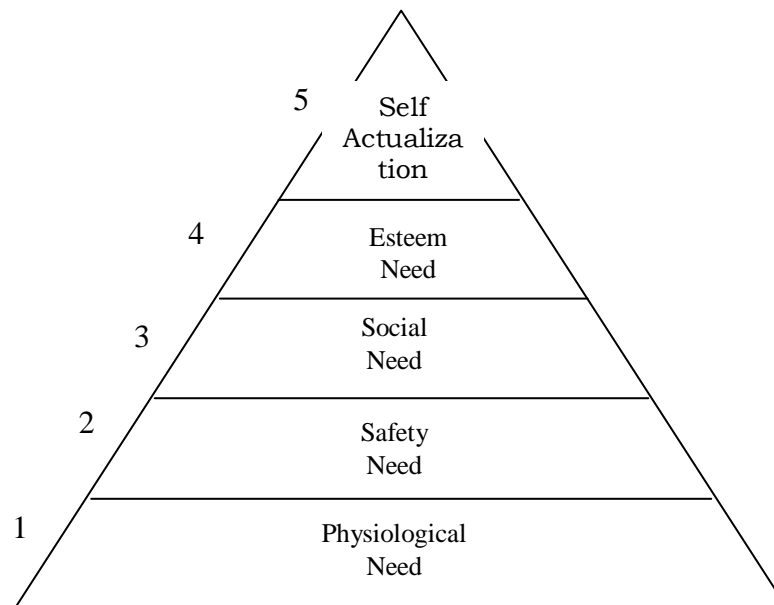 5
Self
Actualiza
tion
4
Esteem
Need
3
Social
Need
2
Safety
Need
1
Physiological
Need